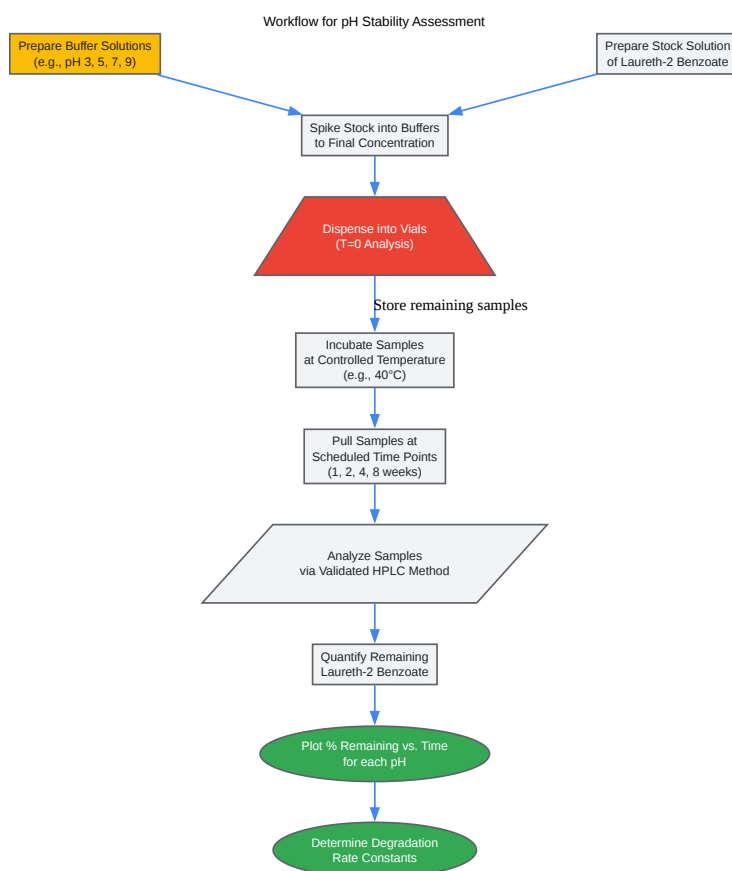 Workflow for pH Stability Assessment
Prepare Buffer Solutions
(e.g., pH 3, 5, 7, 9)
Prepare Stock Solution
of Laureth-2 Benzoate
Spike Stock into Buffers
to Final Concentration
Dispense into Vials
(T=0 Analysis)
Store remaining samples
Incubate Samples
at Controlled Temperature
(e.g., 40°C)
Pull Samples at
Scheduled Time Points
(1, 2, 4, 8 weeks)
Analyze Samples
via Validated HPLC Method
Quantify Remaining
Laureth-2 Benzoate
Plot % Remaining vs. Time
for each pH
Determine Degradation
Rate Constants